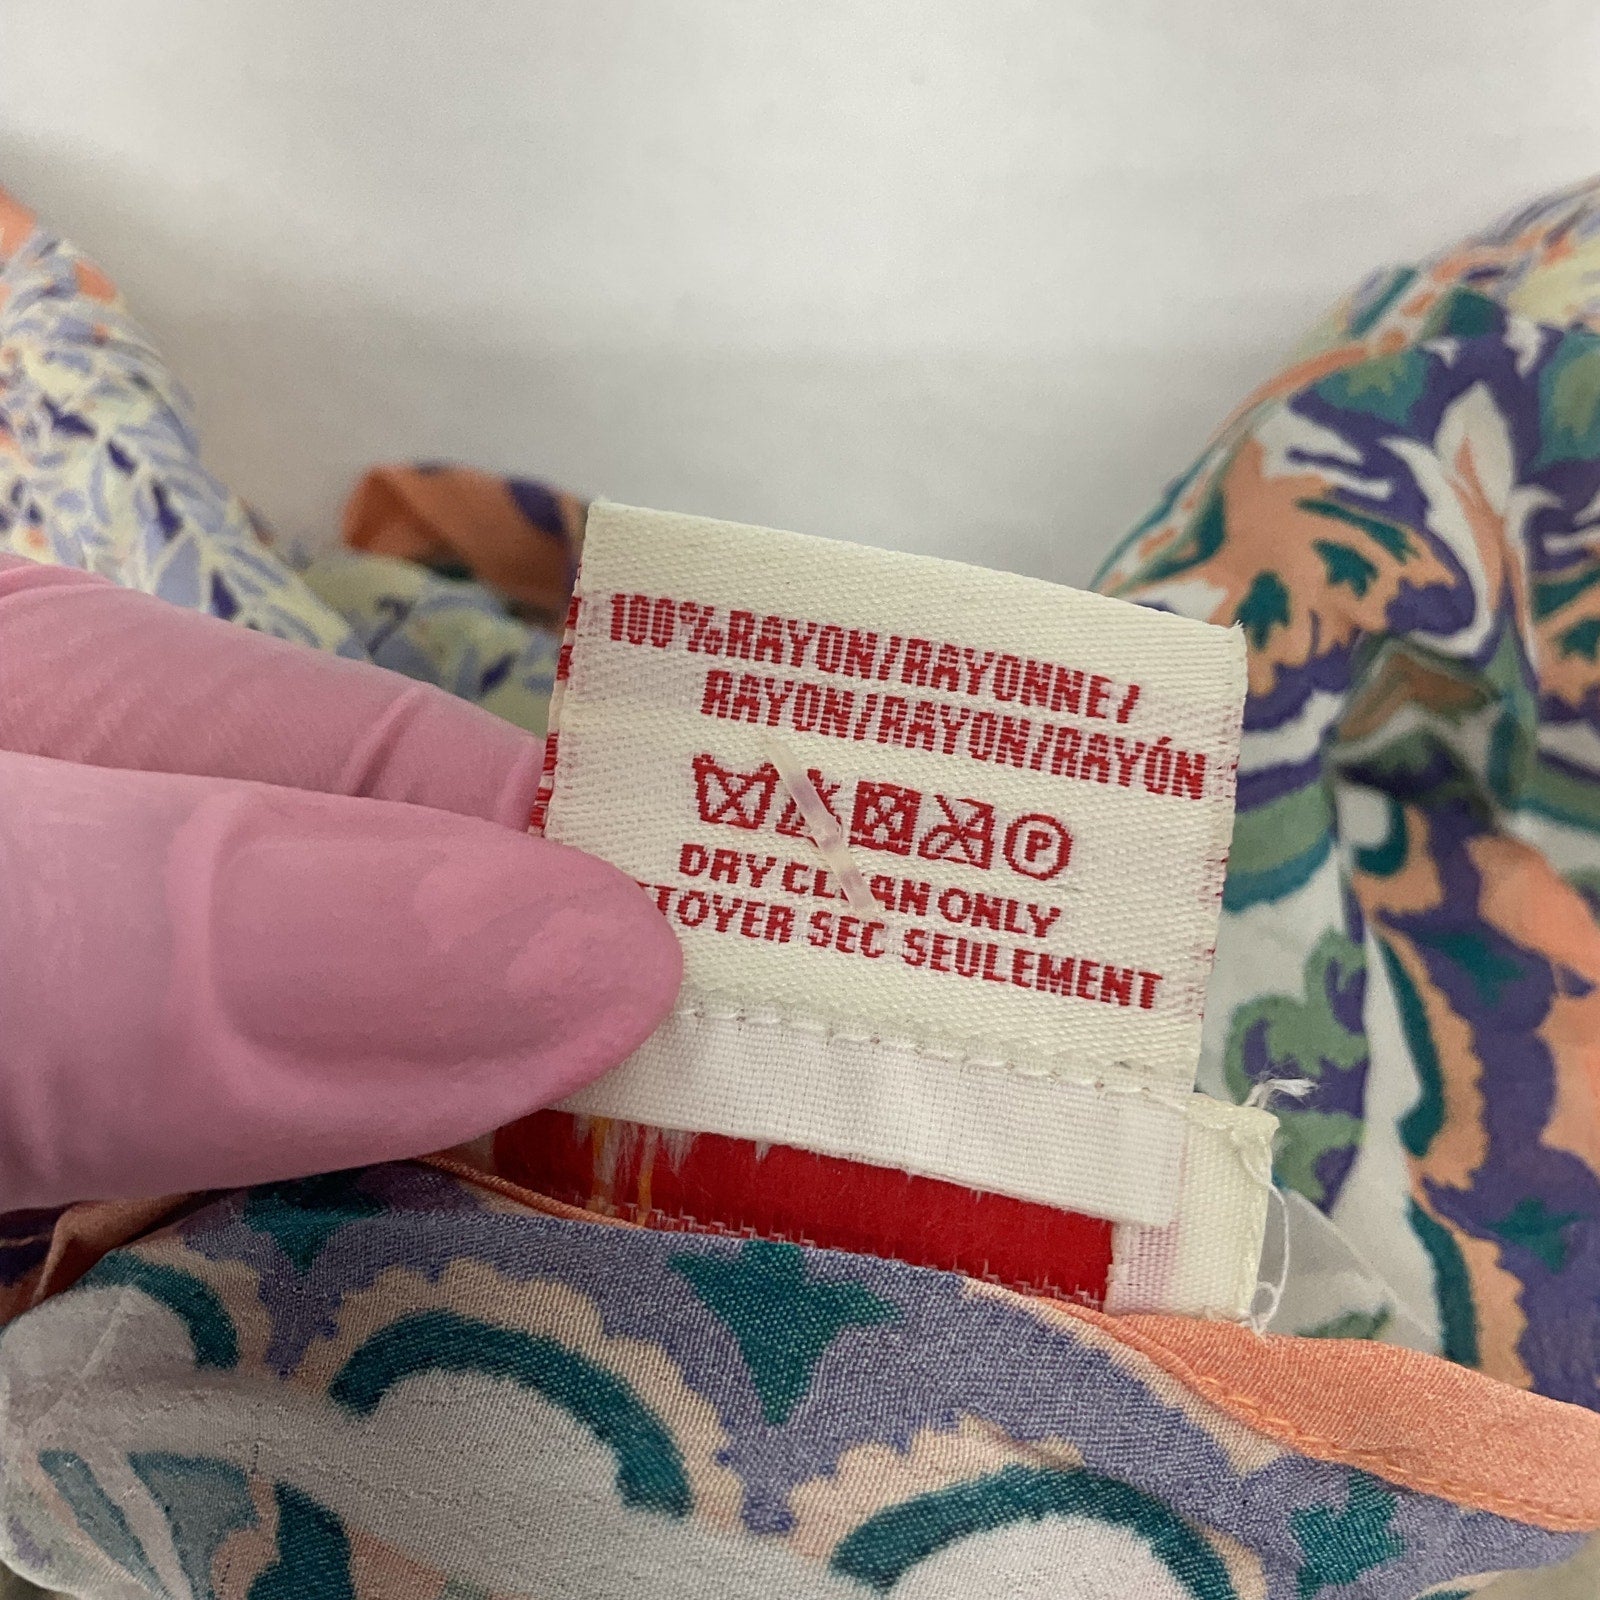 100%RAYON/RAYONNE/
RAYON/RAYON/RAYÓN
P
DRY CLEAN ONLY
SEC SEULEMENT